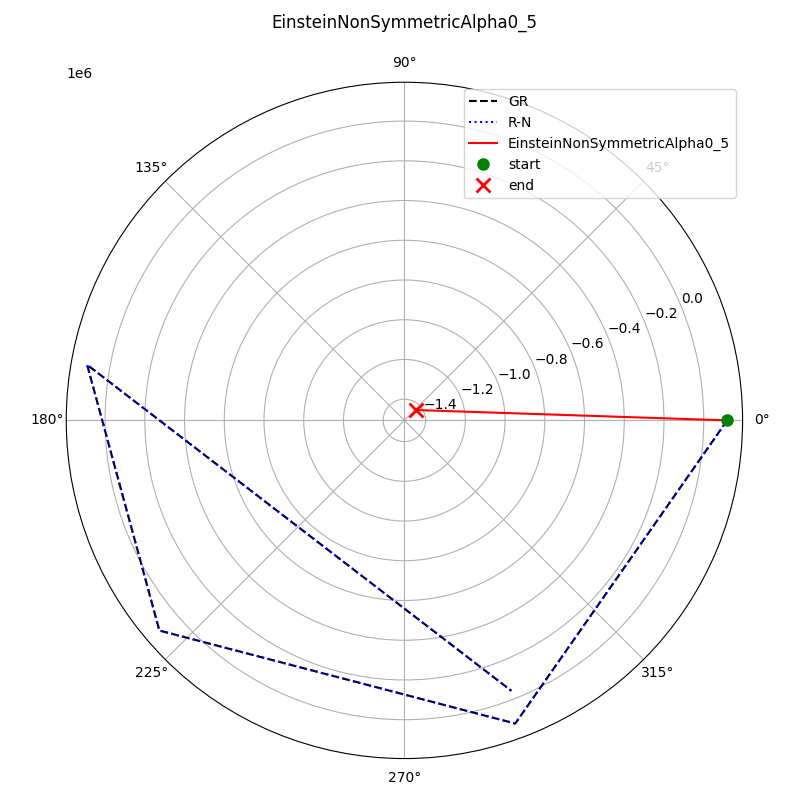 EinsteinNonSymmetricAlpha0_5
1e6
90°
GR
R-N
EinsteinNonSymmetricAlpha0_5
start
end
135°
45°
0.0
−0.2
−0.4
−0.6
−0.8
−1.0
−1.2
−1.4
180°
0°
225°
315°
270°